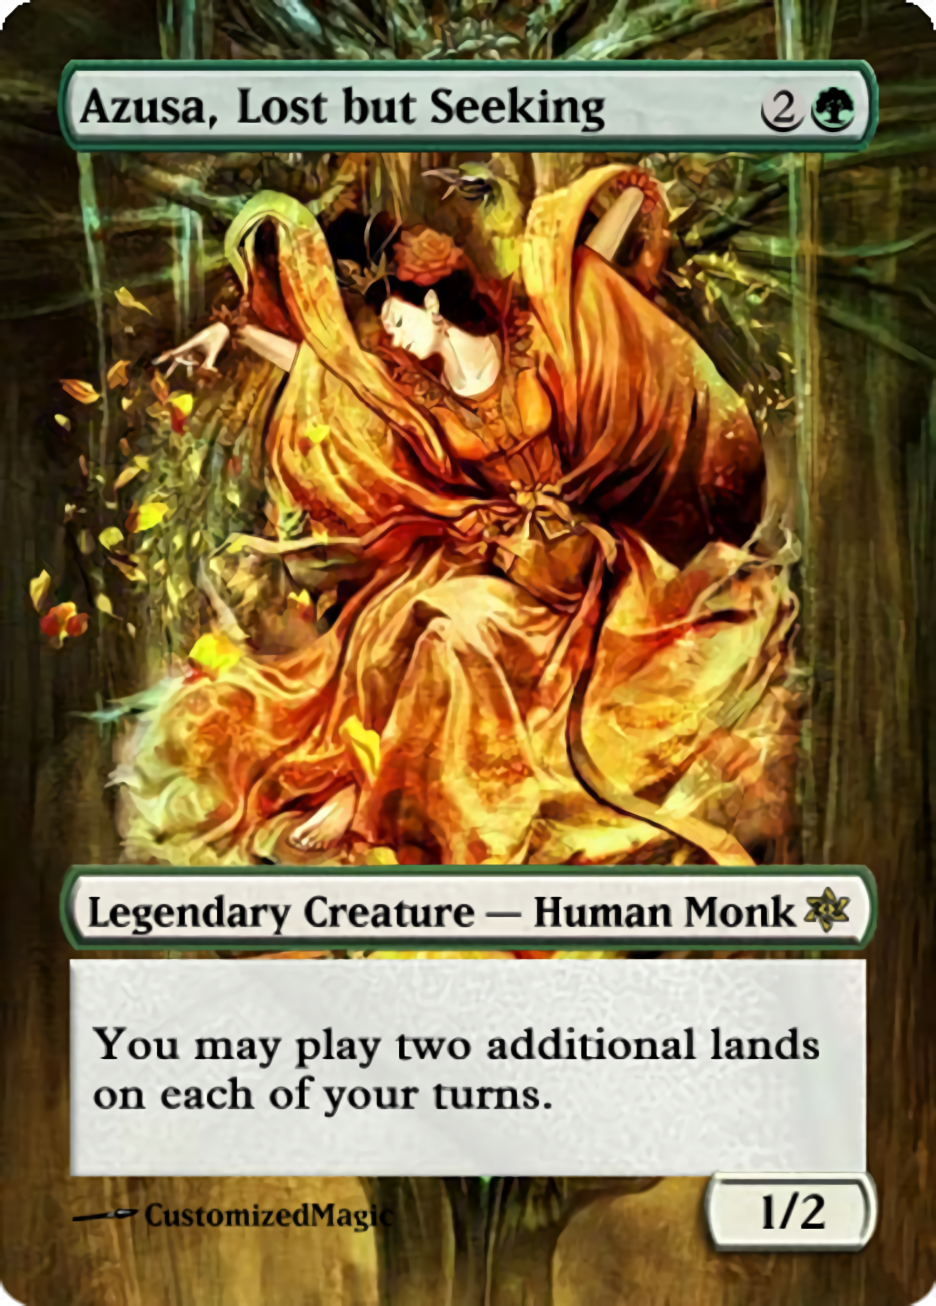 Azusa, Lost but Seeking 2
Legendary Creature — Human Monk
You may play two additional lands
on each of your turns.
CustomizedMagic
1/2